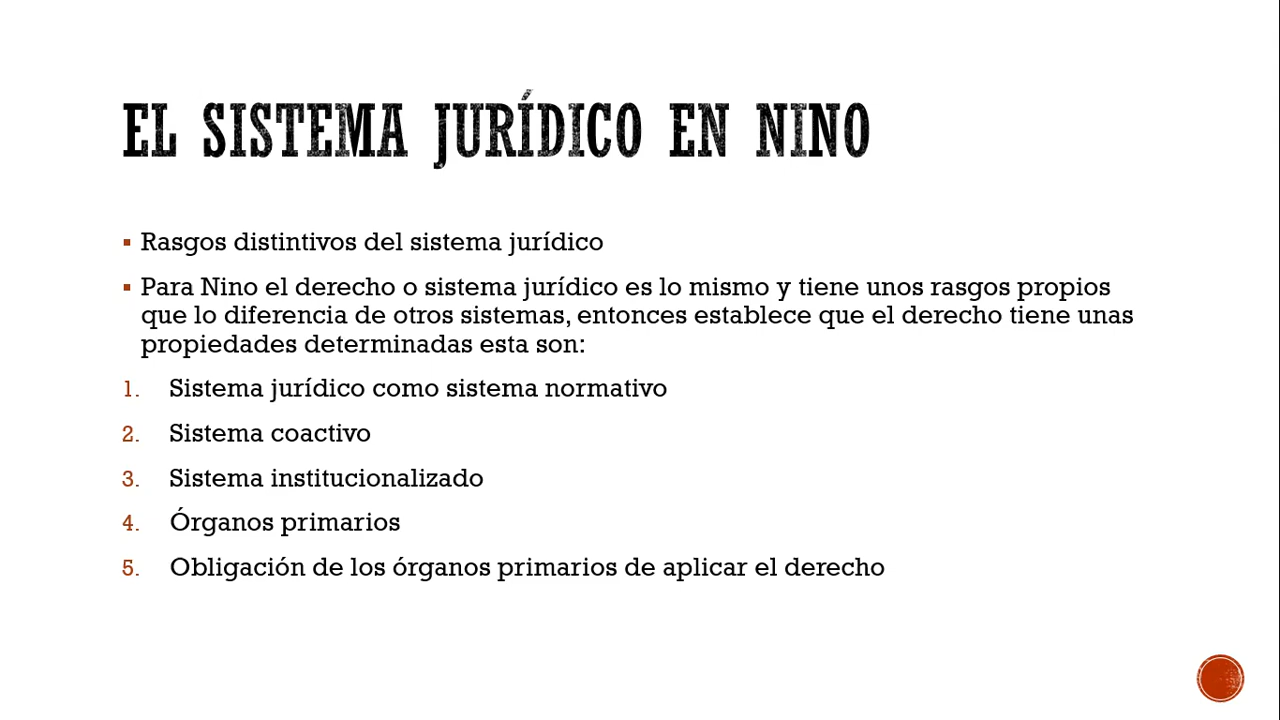 EL SISTEMA JURÍDICO EN NINO
▪ Rasgos distintivos del sistema jurídico
▪ Para Nino el derecho o sistema jurídico es lo mismo y tiene unos rasgos propios
que lo diferencia de otros sistemas, entonces establece que el derecho tiene unas
propiedades determinadas esta son:
1. Sistema jurídico como sistema normativo
2. Sistema coactivo
3. Sistema institucionalizado
4. Órganos primarios
5. Obligación de los órganos primarios de aplicar el derecho